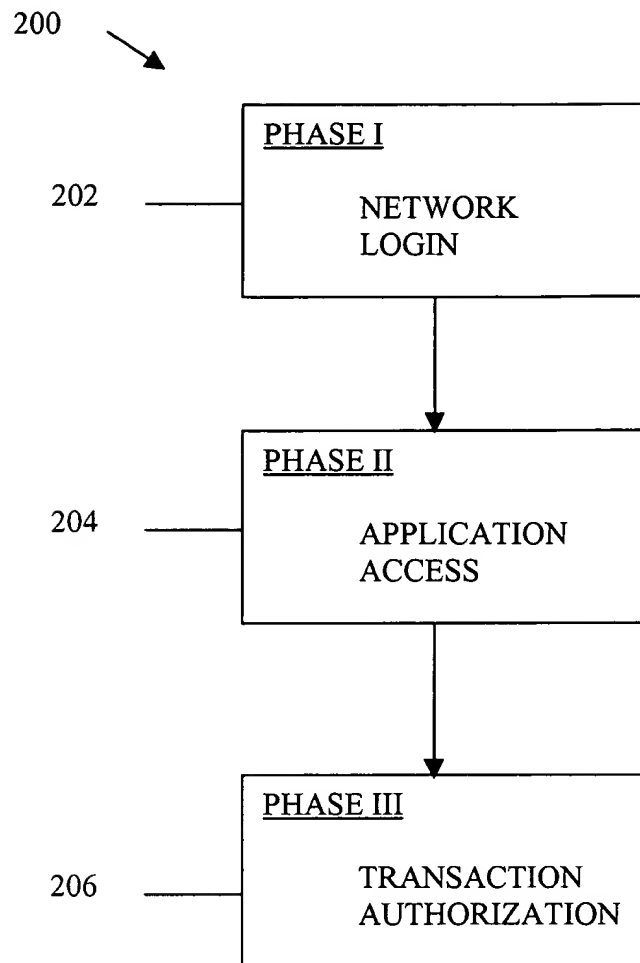 200
PHASE I
202
NETWORK
LOGIN
PHASE II
204
APPLICATION
ACCESS
PHASE III
206
TRANSACTION
AUTHORIZATION